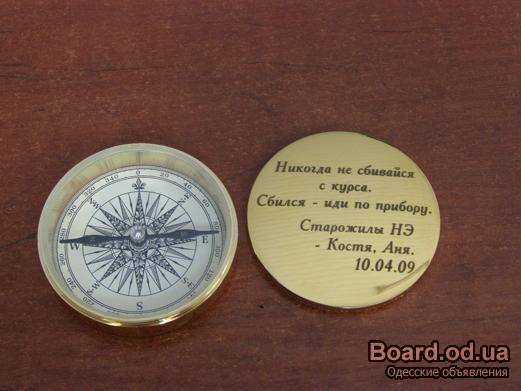 Никогда не сбивайся
с курса.
Сбился - иди по прибору.
Старожилы НЭ
- Костя, Аня.
10.04.09
N
W
E
S
Board.od.ua
Одесские объявления